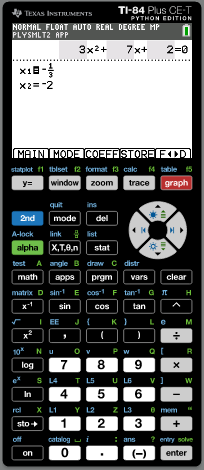 TEXAS INSTRUMENTS TI-84 Plus CE-T
PYTHON EDITION
NORMAL FLOAT AUTO REAL DEGREE MP
PLYSMLT2 APP
3x²+ 7x+ 2=0
x1=-1/3
x2=-2
MAIN MODE COEFF STORE F◄►D
statplot f1 tblset f2 format f3 calc f4 table f5
y= window zoom trace graph
quit ins
2nd mode del
A-lock link list
alpha X,T,θ,n stat
test A angle B draw C distr
math apps prgm vars clear
matrix D sin⁻¹ E cos⁻¹ F tan⁻¹ G π H
x⁻¹ sin cos tan ^
√ I EE J { K } L e M
x² , ( ) ÷
10ˣ N u O v P w Q [ R
log 7 8 9 ×
eˣ S L4 T L5 U L6 V ] W
ln 4 5 6 −
rcl X L1 Y L2 Z L3 θ mem "
sto→ 1 2 3 +
off catalog ⎵ i : ans ? entry solve
on 0 . (−) enter